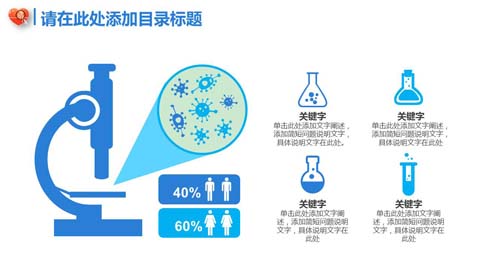 请在此处添加目录标题
40%
60%
关键字
单击此处添加文字阐述，
添加简短问题说明文字，
具体说明文字在此处。
关键字
单击此处添加文字阐述，
添加简短问题说明文字，
具体说明文字在此处
关键字
单击此处添加文字阐
述，添加简短问题说明
文字，具体说明文字在
此处
关键字
单击此处添加文字阐
述，添加简短问题说明
文字，具体说明文字在
此处